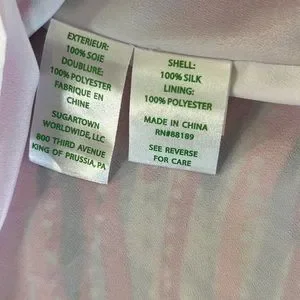 EXTERIEUR:
100% SOIE
DOUBLURE:
100% POLYESTER
FABRIQUE EN
CHINE
SUGARTOWN
WORLDWIDE, LLC
800 THIRD AVENUE
KING OF PRUSSIA, PA
SHELL:
100% SILK
LINING:
100% POLYESTER
MADE IN CHINA
RN#88189
SEE REVERSE
FOR CARE